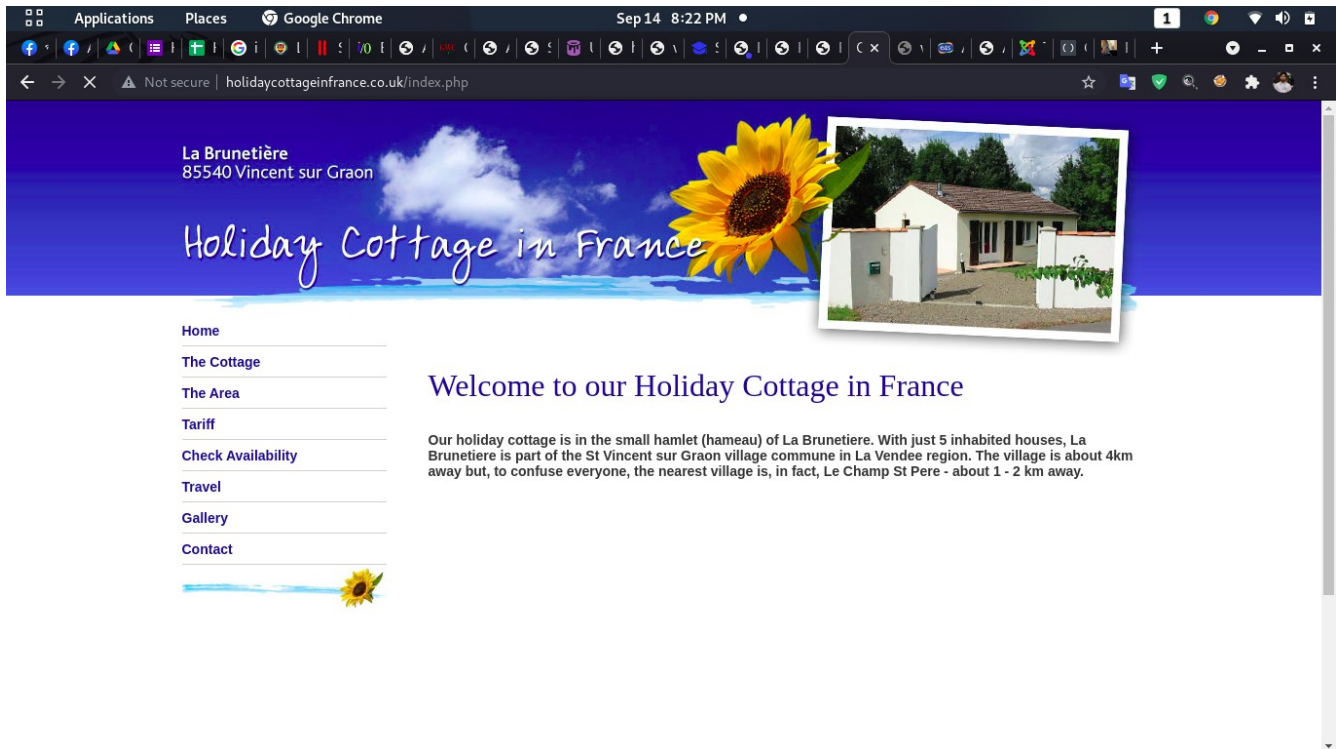 Applications Places Google Chrome Sep 14 8:22 PM 1
Not secure holidaycottageinfrance.co.uk/index.php
La Brunetière
85540 Vincent sur Graon
Holiday Cottage in France
Home
The Cottage
The Area
Tariff
Check Availability
Travel
Gallery
Contact
Welcome to our Holiday Cottage in France
Our holiday cottage is in the small hamlet (hameau) of La Brunetiere. With just 5 inhabited houses, La
Brunetiere is part of the St Vincent sur Graon village commune in La Vendee region. The village is about 4km
away but, to confuse everyone, the nearest village is, in fact, Le Champ St Pere - about 1 - 2 km away.